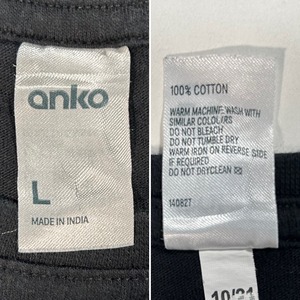 anko
L
MADE IN INDIA
100% COTTON
WARM MACHINE WASH WITH
SIMILAR COLOURS
DO NOT BLEACH
DO NOT TUMBLE DRY
WARM IRON ON REVERSE SIDE
IF REQUIRED
DO NOT DRYCLEAN
140827
10/21